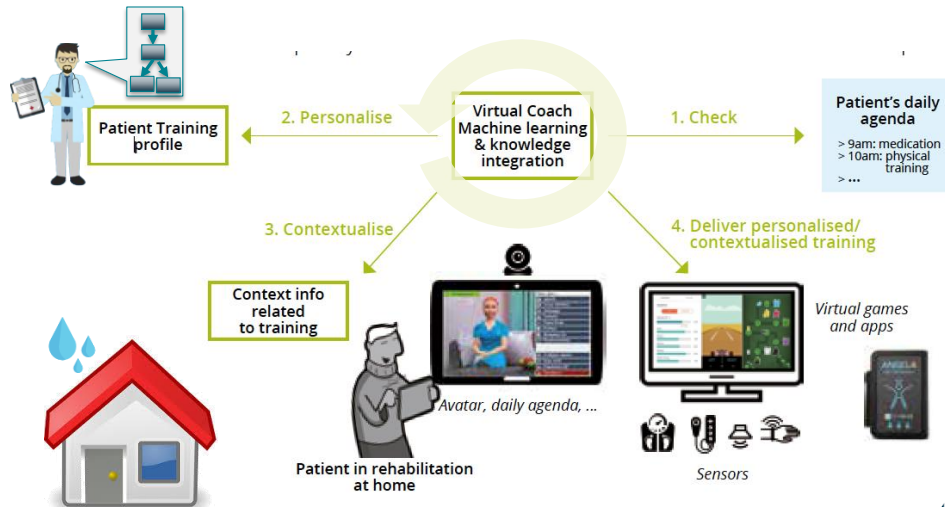 Patient Training
profile
2. Personalise
Virtual Coach
Machine learning
& knowledge
integration
1. Check
Patient's daily
agenda
> 9am: medication
> 10am: physical
training
> ...
3. Contextualise
4. Deliver personalised/
contextualised training
Context info
related
to training
Virtual games
and apps
Avatar, daily agenda, ...
Patient in rehabilitation
at home
Sensors